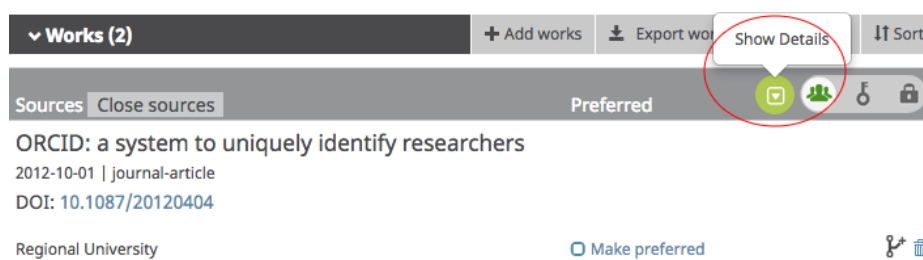 Works (2) Add works Export wor Show Details Sort
Sources Close sources Preferred
ORCID: a system to uniquely identify researchers
2012-10-01 | journal-article
DOI: 10.1087/20120404
Regional University Make preferred